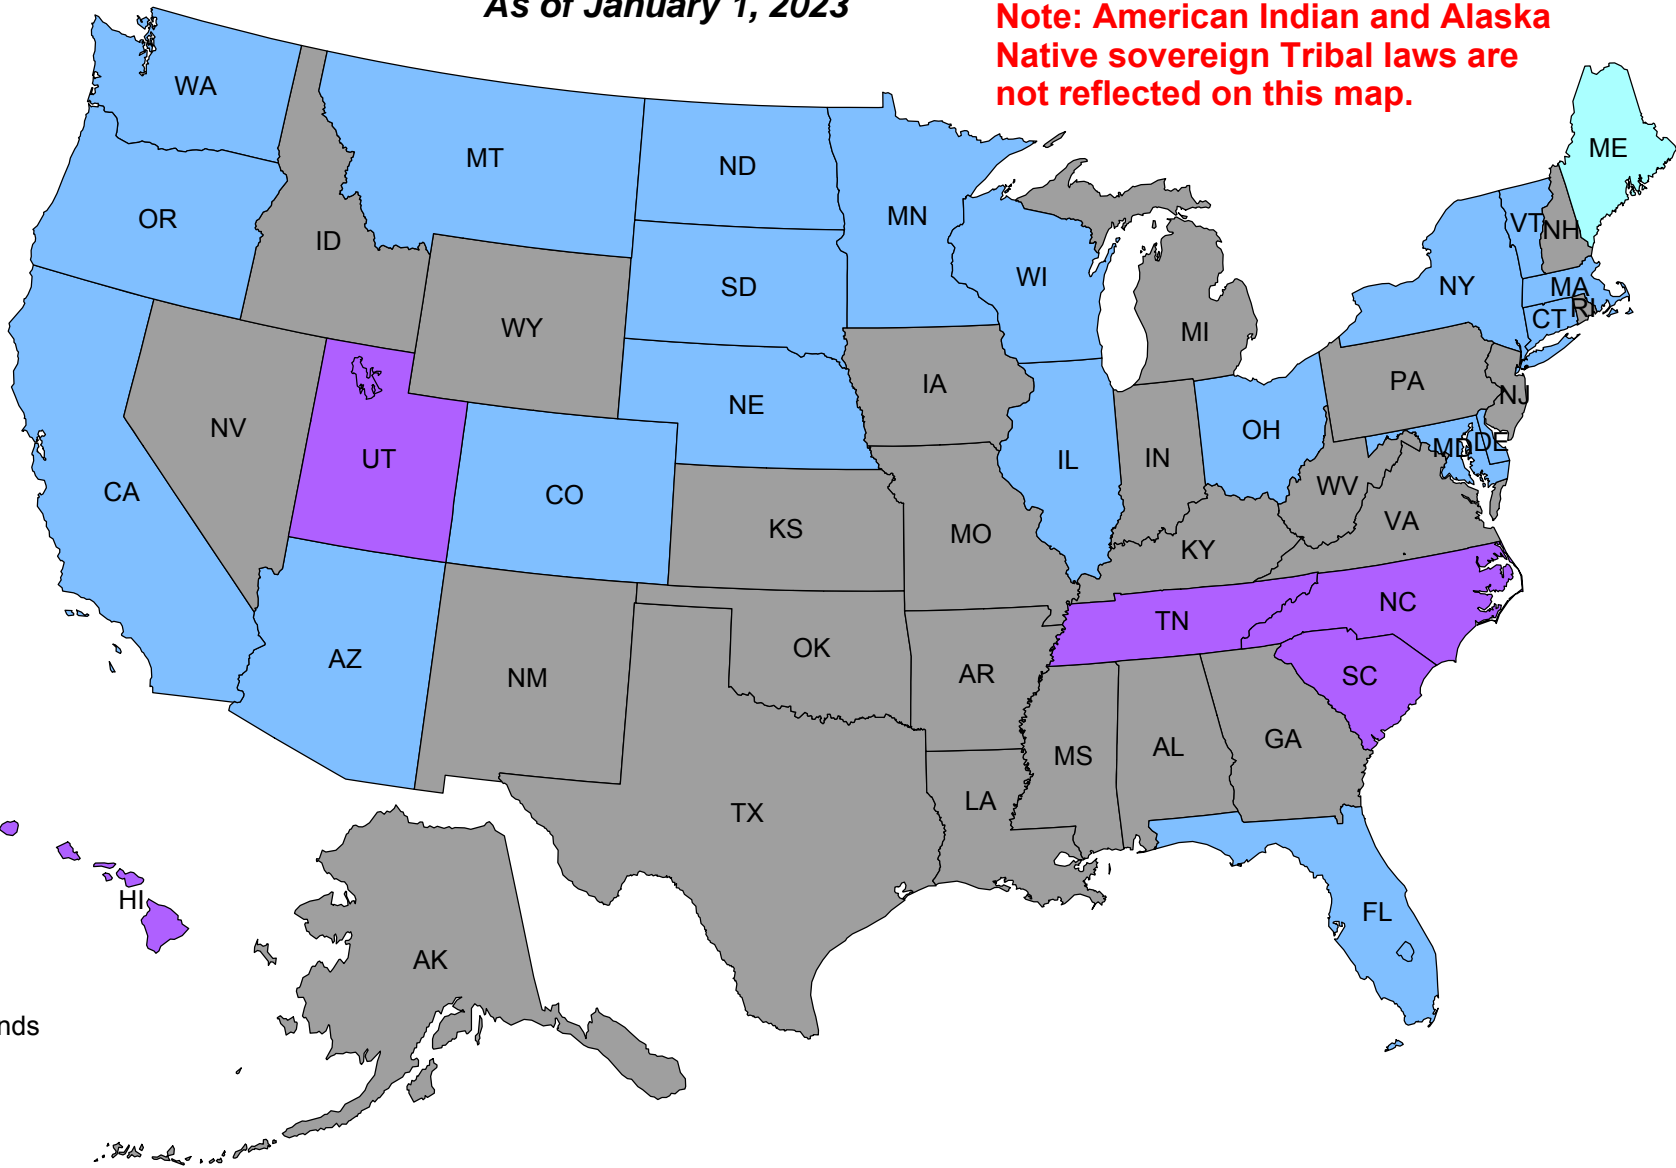 As of January 1, 2023
Note: American Indian and Alaska
Native sovereign Tribal laws are
not reflected on this map.
WA
MT
ND
MN
ME
OR
ID
VT
NH
SD
WI
NY
MA
WY
MI
CT
RI
IA
PA
NE
NJ
NV
UT
OH
MD
DE
CA
CO
IL
IN
WV
KS
MO
VA
KY
NC
TN
AZ
OK
NM
AR
SC
GA
MS
AL
TX
LA
HI
FL
AK
nds